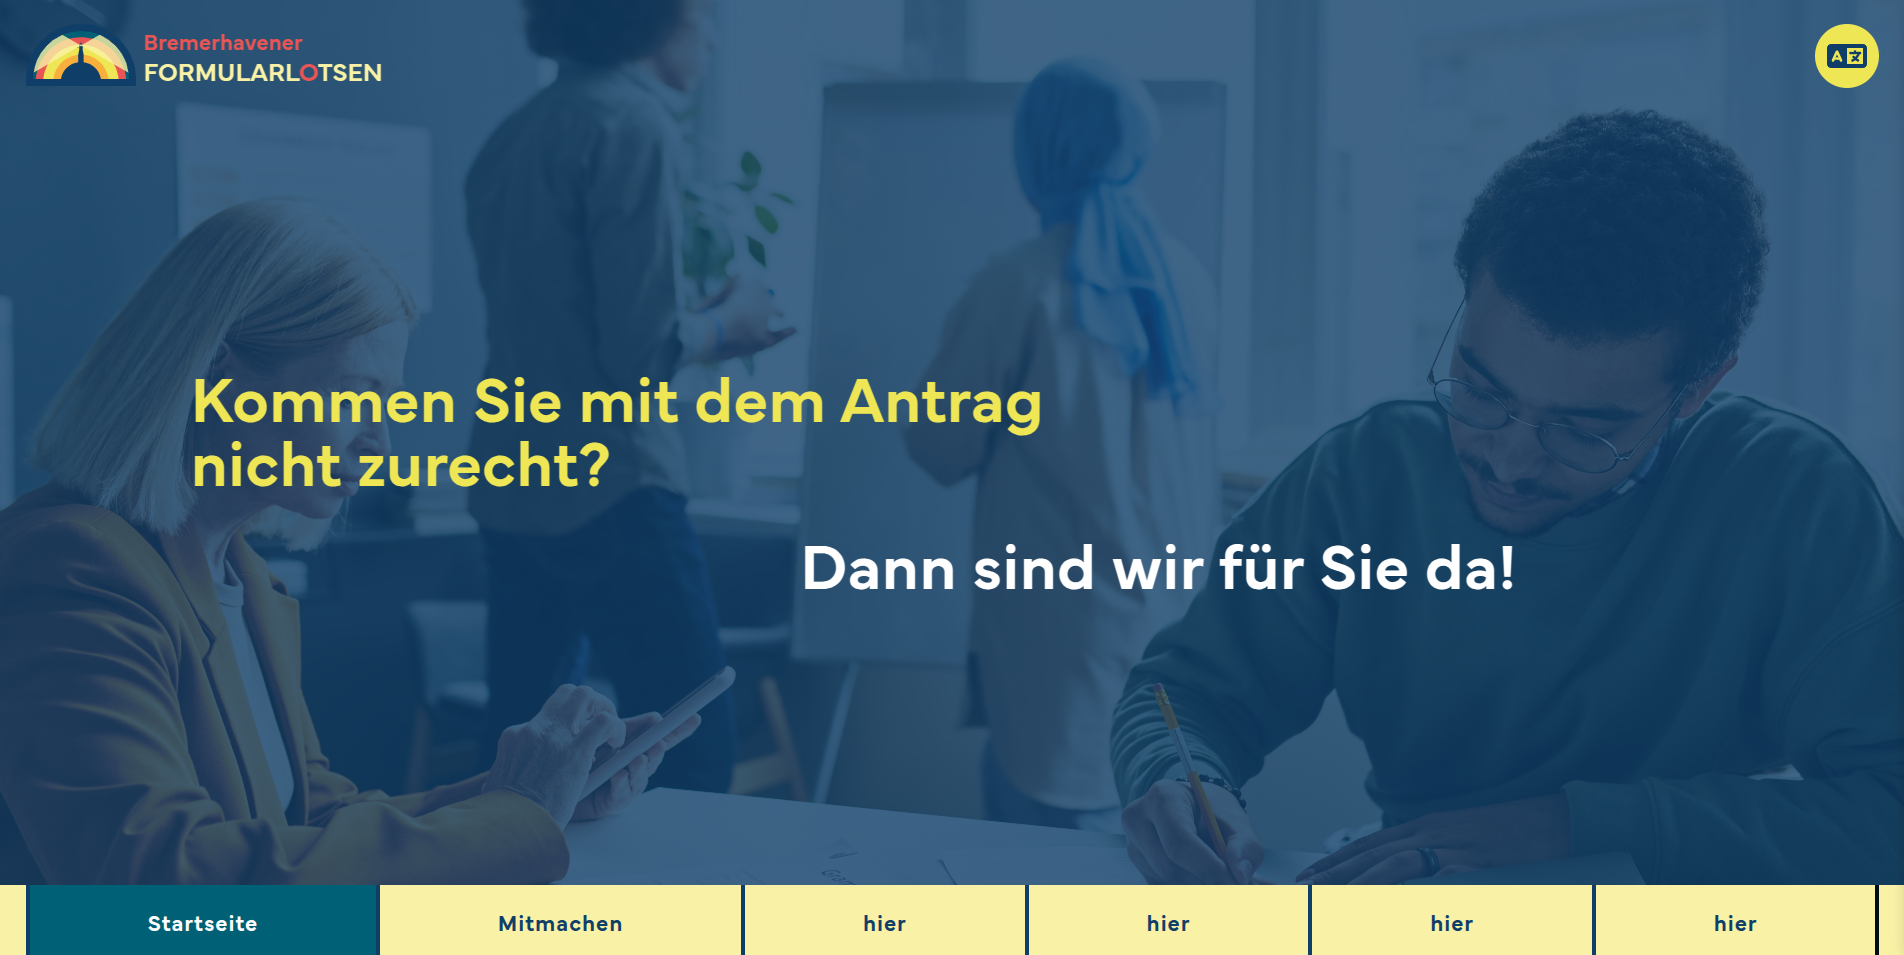 Bremerhavener
FORMULARLOTSEN
Kommen Sie mit dem Antrag
nicht zurecht?
Dann sind wir für Sie da!
Startseite
Mitmachen
hier
hier
hier
hier